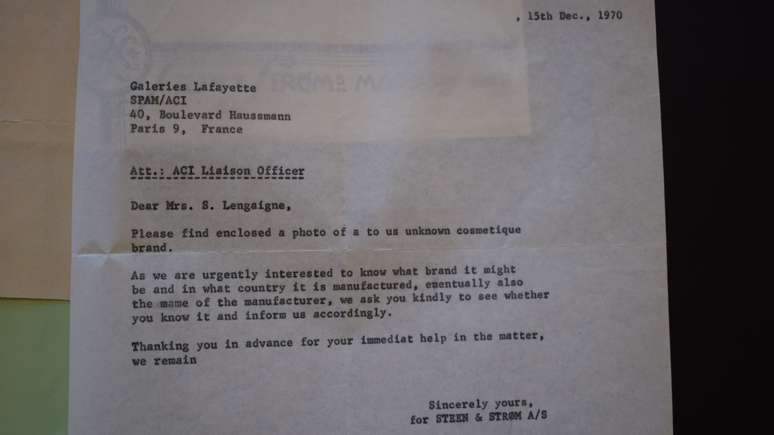 , 15th Dec., 1970
Galeries Lafayette
SPAM/ACI
40, Boulevard Haussmann
Paris 9, France
Att.: ACI Liaison Officer
Dear Mrs. S. Lengaigne,
Please find enclosed a photo of a to us unknown cosmetique
brand.
As we are urgently interested to know what brand it might
be and in what country it is manufactured, eventually also
the name of the manufacturer, we ask you kindly to see whether
you know it and inform us accordingly.
Thanking you in advance for your immediat help in the matter,
we remain
Sincerely yours,
for STEEN & STRØM A/S